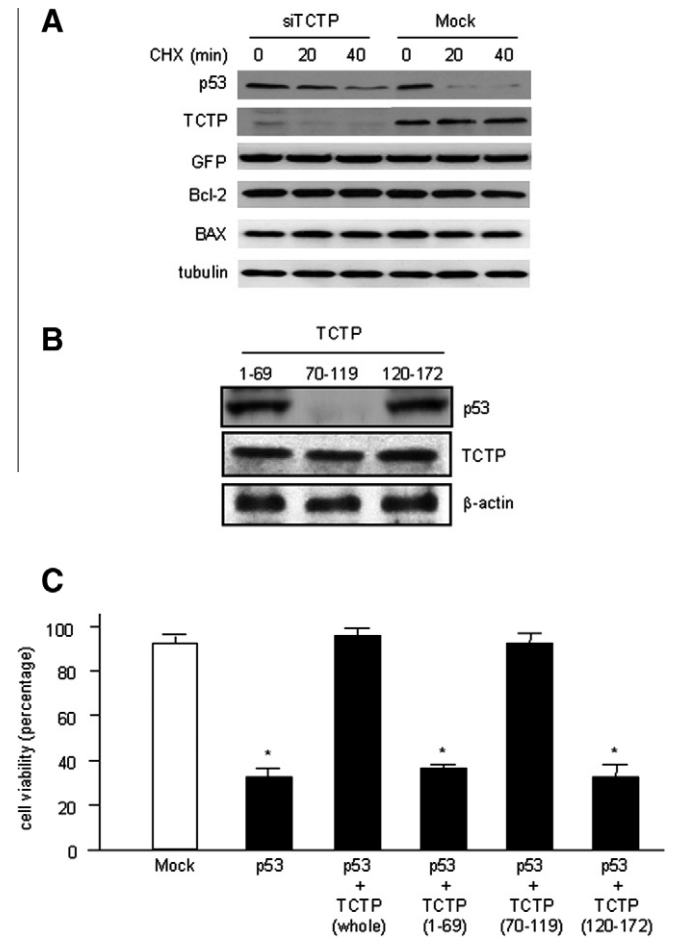 A
siTCTP Mock
CHX (min) 0 20 40 0 20 40
p53
TCTP
GFP
Bcl-2
BAX
tubulin
B
TCTP
1-69 70-119 120-172
p53
TCTP
β-actin
C
cell viability (percentage)
100
80
60
40
20
0
* * *
Mock p53 p53 p53 p53 p53
+ + + +
TCTP TCTP TCTP TCTP
(whole) (1-69) (70-119) (120-172)